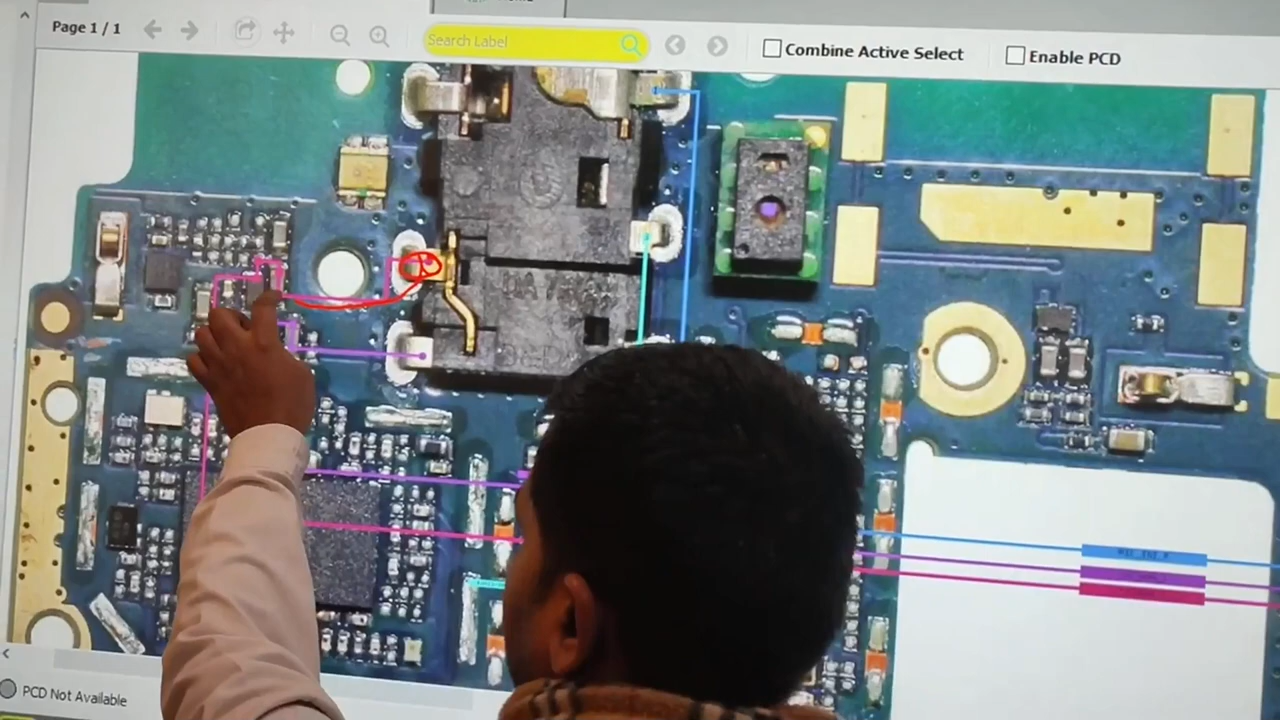 Page 1 / 1
Search Label
Combine Active Select
Enable PCD
PCD Not Available